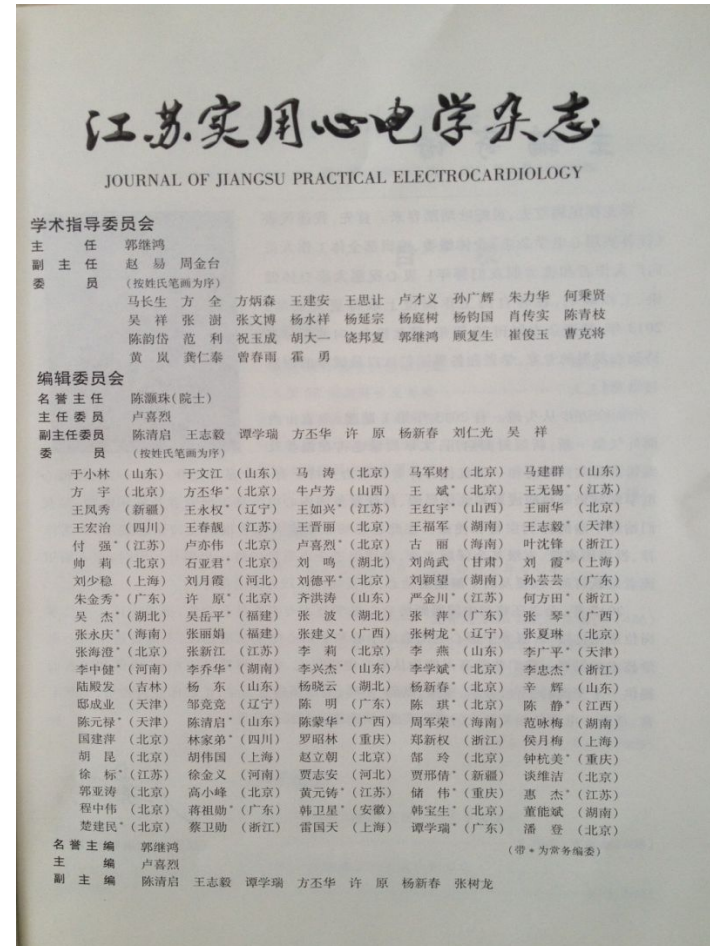 江苏实用心电学杂志
JOURNAL OF JIANGSU PRACTICAL ELECTROCARDIOLOGY
学术指导委员会
主 任 郭继鸿
副主任 赵 易 周金台
委 员 (按姓氏笔画为序)
马长生 方 全 方炳森 王建安 王思让 卢才义 孙广辉 朱力华 何秉贤
吴 祥 张 澍 张文博 杨水祥 杨延宗 杨庭树 杨钧国 肖传实 陈青枝
陈韵岱 范 利 祝玉成 胡大一 饶邦复 郭继鸿 顾复生 崔俊玉 曹克将
黄 岚 龚仁泰 曾春雨 霍 勇
编辑委员会
名誉主任 陈灏珠(院士)
主任委员 卢喜烈
副主任委员 陈清启 王志毅 谭学瑞 方丕华 许 原 杨新春 刘仁光 吴 祥
委 员 (按姓氏笔画为序)
于小林 (山东) 于文江 (山东) 马 涛 (北京) 马军财 (北京) 马建群 (山东)
方 宇 (北京) 方丕华*(北京) 牛卢芳 (山西) 王 斌*(北京) 王无锡*(江苏)
王凤秀 (新疆) 王永权*(辽宁) 王如兴*(江苏) 王红宇*(山西) 王丽华 (北京)
王宏治 (四川) 王春靓 (江苏) 王晋丽 (北京) 王福军 (湖南) 王志毅*(天津)
付 强*(江苏) 卢亦伟 (北京) 卢喜烈*(北京) 古 丽 (海南) 叶沈锋 (浙江)
帅 莉 (北京) 石亚君*(北京) 刘 鸣 (湖北) 刘尚武 (甘肃) 刘 霞*(上海)
刘少稳 (上海) 刘月霞 (河北) 刘德平*(北京) 刘颖望 (湖南) 孙芸芸 (广东)
朱金秀*(广东) 许 原*(北京) 齐洪涛 (山东) 严金川*(江苏) 何方田*(浙江)
吴 杰*(湖北) 吴岳平*(福建) 张 波 (湖北) 张 萍*(广东) 张 琴*(广西)
张永庆*(海南) 张丽娟 (福建) 张建义*(广西) 张树龙*(辽宁) 张夏琳 (北京)
张海澄*(北京) 张新江 (江苏) 李 莉 (北京) 李 燕 (山东) 李广平*(天津)
李中健*(河南) 李乔华*(湖南) 李兴杰*(山东) 李学斌*(北京) 李忠杰*(浙江)
陆殿发 (吉林) 杨 东 (山东) 杨晓云 (湖北) 杨新春*(北京) 辛 辉 (山东)
邸成业 (天津) 邹竞竞 (辽宁) 陈 明 (广东) 陈 琪*(北京) 陈 静*(江西)
陈元禄*(天津) 陈清启*(山东) 陈蒙华*(广西) 周军荣*(海南) 范咏梅 (湖南)
国建萍 (北京) 林家弟*(四川) 罗昭林 (重庆) 郑新权 (浙江) 侯月梅 (上海)
胡 昆 (北京) 胡伟国 (上海) 赵立朝 (北京) 郜 玲 (北京) 钟杭美*(重庆)
徐 标*(江苏) 徐金义 (河南) 贾志安 (河北) 贾邢倩*(新疆) 谈维洁 (北京)
郭亚涛 (北京) 高小峰 (北京) 黄元铸*(江苏) 储 伟*(重庆) 惠 杰*(江苏)
程中伟 (北京) 蒋祖勋*(广东) 韩卫星*(安徽) 韩宝生*(北京) 董能斌 (湖南)
楚建民*(北京) 蔡卫勋 (浙江) 雷国天 (上海) 谭学瑞*(广东) 潘 登 (北京)
名誉主编 郭继鸿 (带*为常务编委)
主 编 卢喜烈
副主编 陈清启 王志毅 谭学瑞 方丕华 许 原 杨新春 张树龙